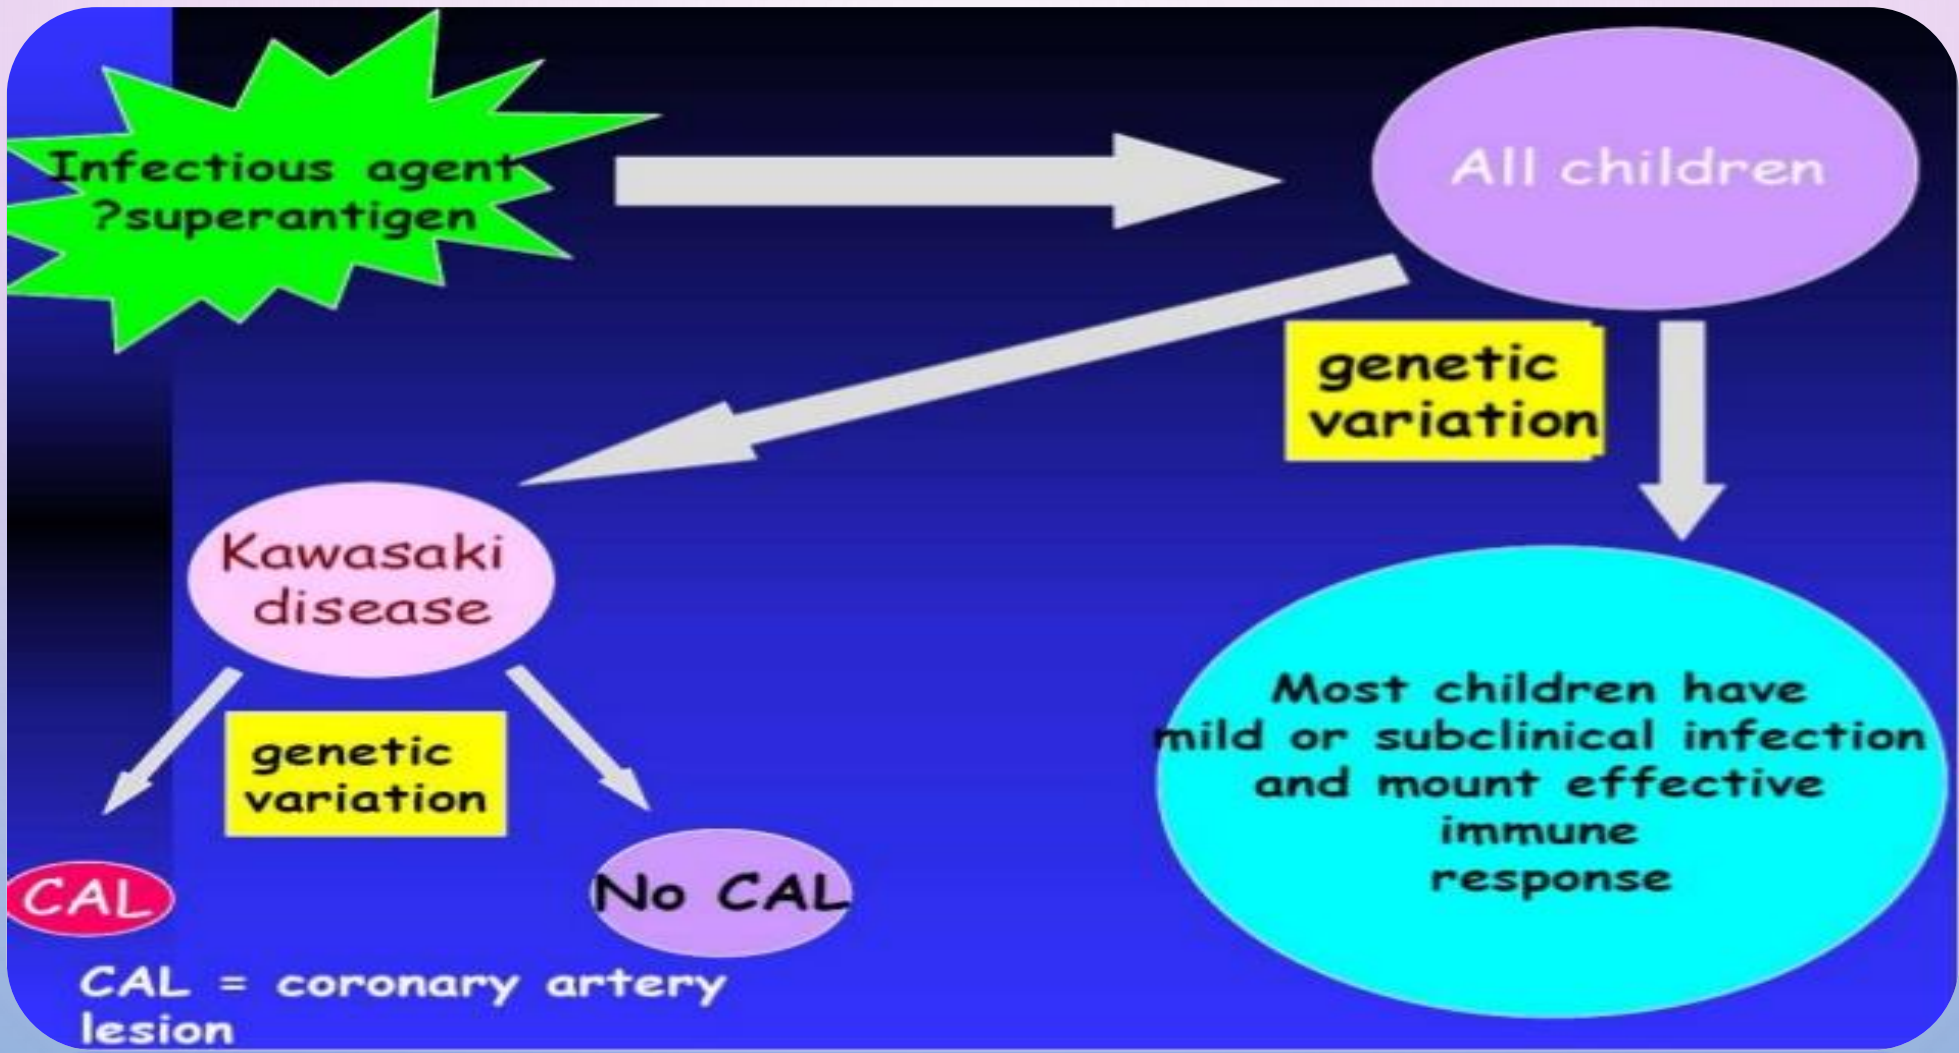 Infectious agent
?superantigen
All children
genetic
variation
Kawasaki
disease
Most children have
mild or subclinical infection
and mount effective
immune
response
genetic
variation
CAL
No CAL
CAL = coronary artery
lesion